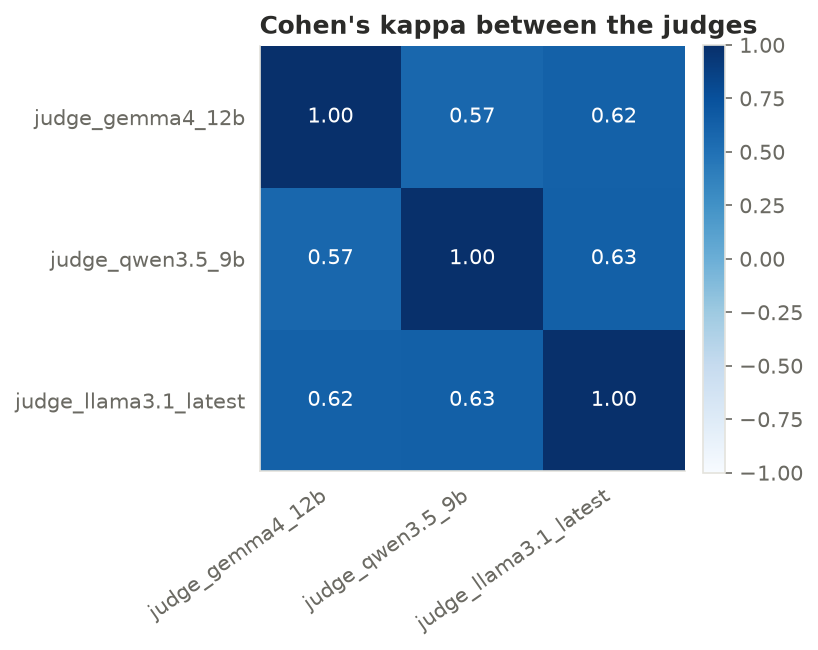 Cohen's kappa between the judges
judge_gemma4_12b
1.00 0.57 0.62
judge_qwen3.5_9b
0.57 1.00 0.63
judge_llama3.1_latest
0.62 0.63 1.00
judge_gemma4_12b
judge_qwen3.5_9b
judge_llama3.1_latest
1.00
0.75
0.50
0.25
0.00
−0.25
−0.50
−0.75
−1.00